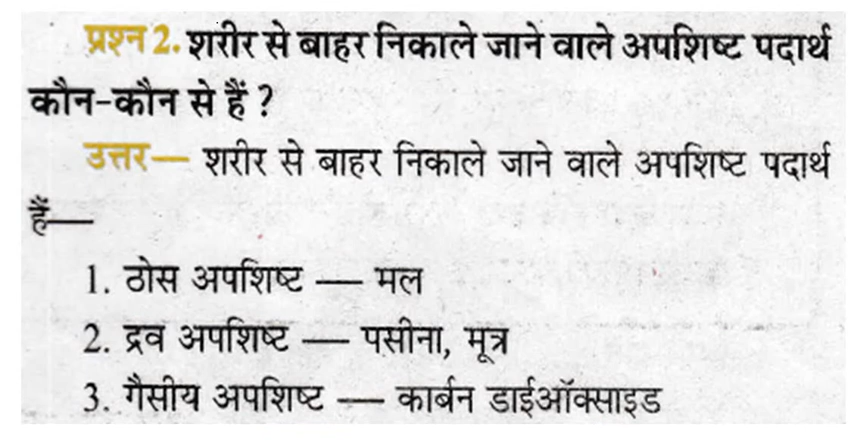 प्रश्न 2. शरीर से बाहर निकाले जाने वाले अपशिष्ट पदार्थ
कौन-कौन से हैं ?
उत्तर— शरीर से बाहर निकाले जाने वाले अपशिष्ट पदार्थ
हैं—
1. ठोस अपशिष्ट — मल
2. द्रव अपशिष्ट — पसीना, मूत्र
3. गैसीय अपशिष्ट — कार्बन डाईऑक्साइड